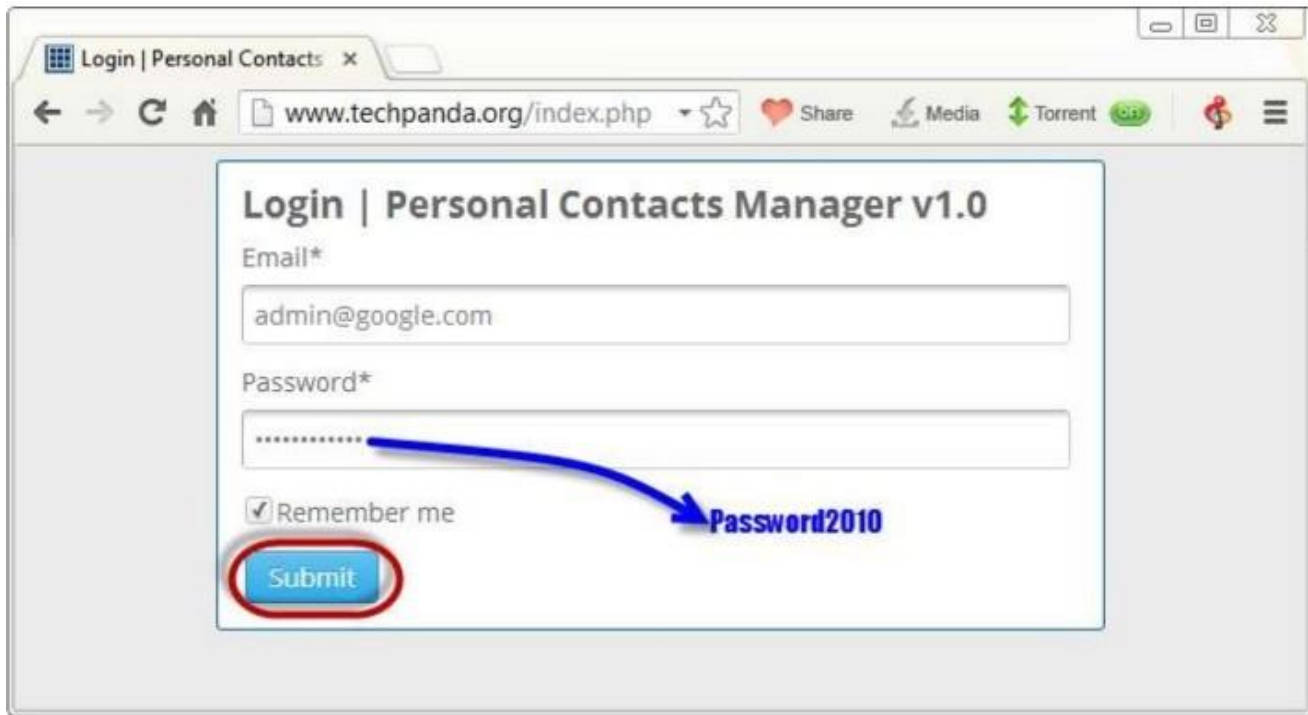 Login | Personal Contacts
www.techpanda.org/index.php Share Media Torrent
Login | Personal Contacts Manager v1.0
Email*
admin@google.com
Password*
••••••••••••
Remember me
Password2010
Submit